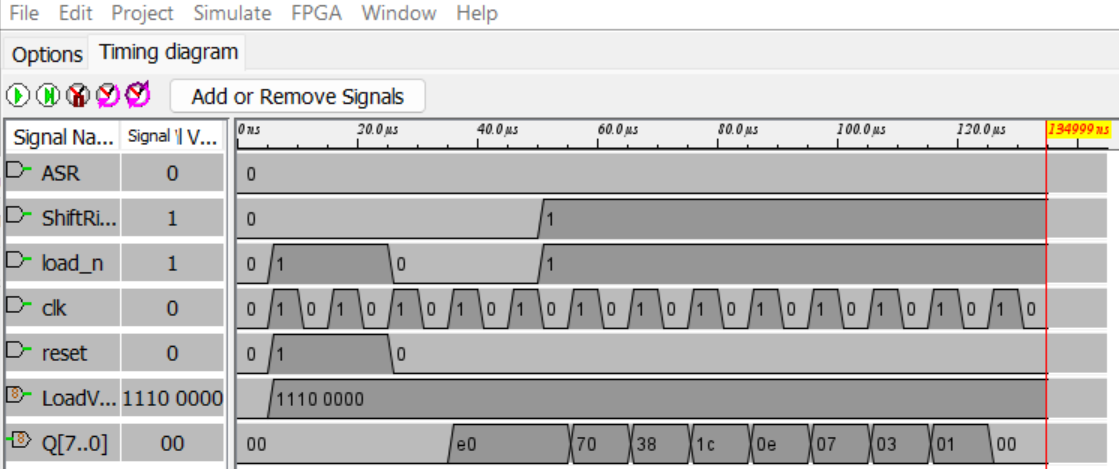 File Edit Project Simulate FPGA Window Help
Options Timing diagram
Add or Remove Signals
Signal Na... Signal V... 0 ns 20.0 µs 40.0 µs 60.0 µs 80.0 µs 100.0 µs 120.0 µs 134999 ns
ASR 0 0
ShiftRi... 1 0 1
load_n 1 0 1 0 1
clk 0 0 1 0 1 0 1 0 1 0 1 0 1 0 1 0 1 0 1 0 1 0 1 0 1 0 1 0
reset 0 0 1 0
LoadV... 1110 0000 1110 0000
Q[7..0] 00 00 e0 70 38 1c 0e 07 03 01 00